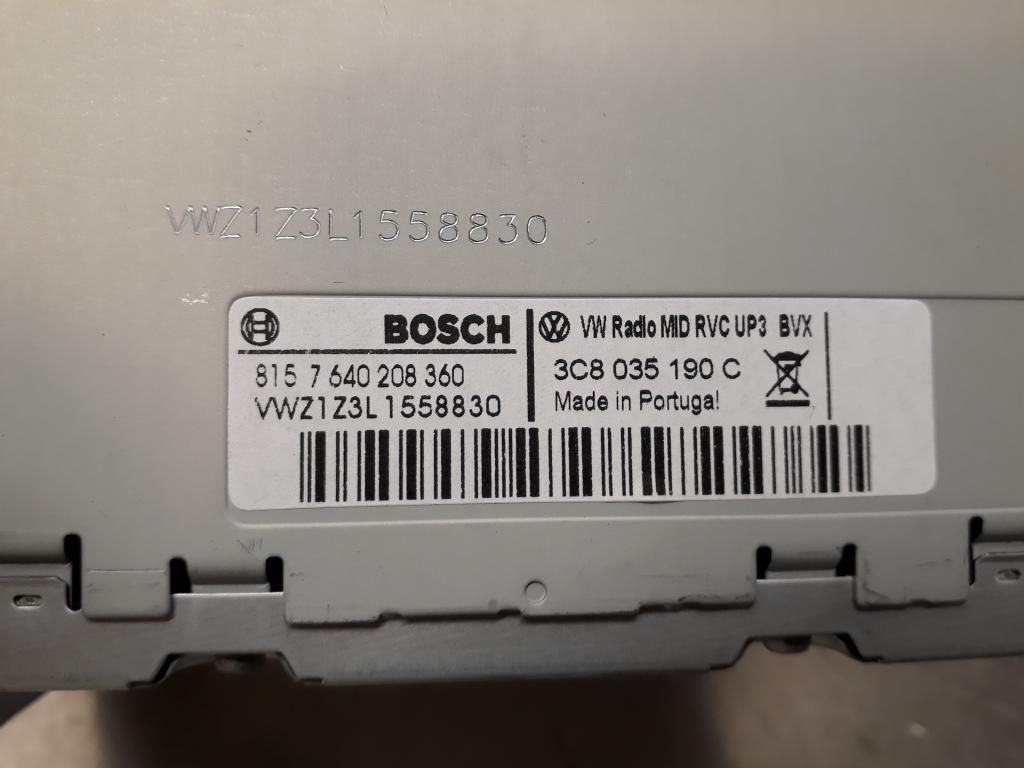 VWZ1Z3L1558830
BOSCH
815 7 640 208 360
VWZ1Z3L1558830
VW Radio MID RVC UP3 BVX
3C8 035 190 C
Made in Portugal